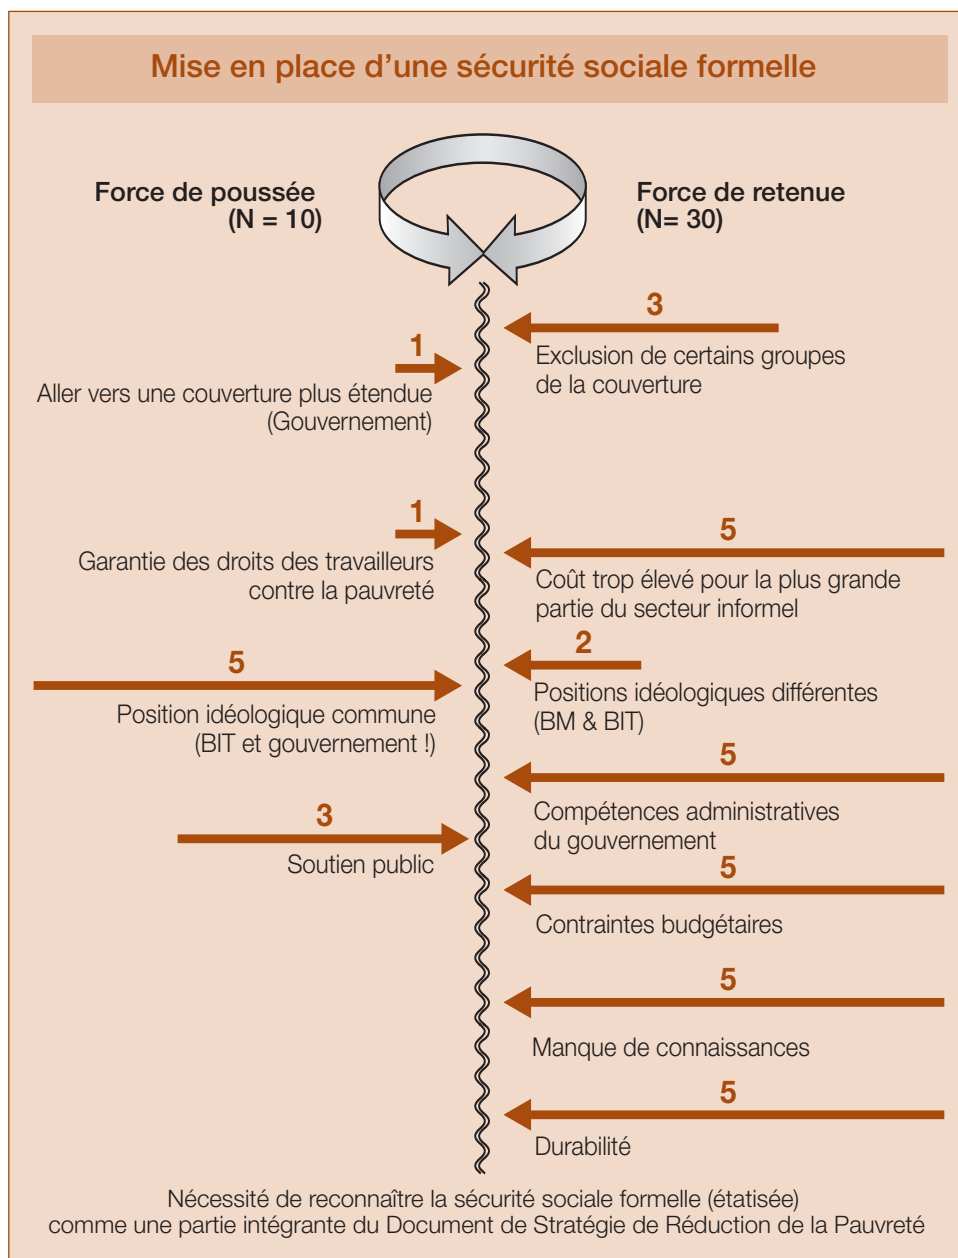 Mise en place d’une sécurité sociale formelle
Force de poussée
(N = 10)
Force de retenue
(N= 30)
3
Exclusion de certains groupes
de la couverture
1
Aller vers une couverture plus étendue
(Gouvernement)
1
Garantie des droits des travailleurs
contre la pauvreté
5
Coût trop élevé pour la plus grande
partie du secteur informel
5
Position idéologique commune
(BIT et gouvernement !)
2
Positions idéologiques différentes
(BM & BIT)
5
Compétences administratives
du gouvernement
3
Soutien public
5
Contraintes budgétaires
5
Manque de connaissances
5
Durabilité
Nécessité de reconnaître la sécurité sociale formelle (étatisée)
comme une partie intégrante du Document de Stratégie de Réduction de la Pauvreté